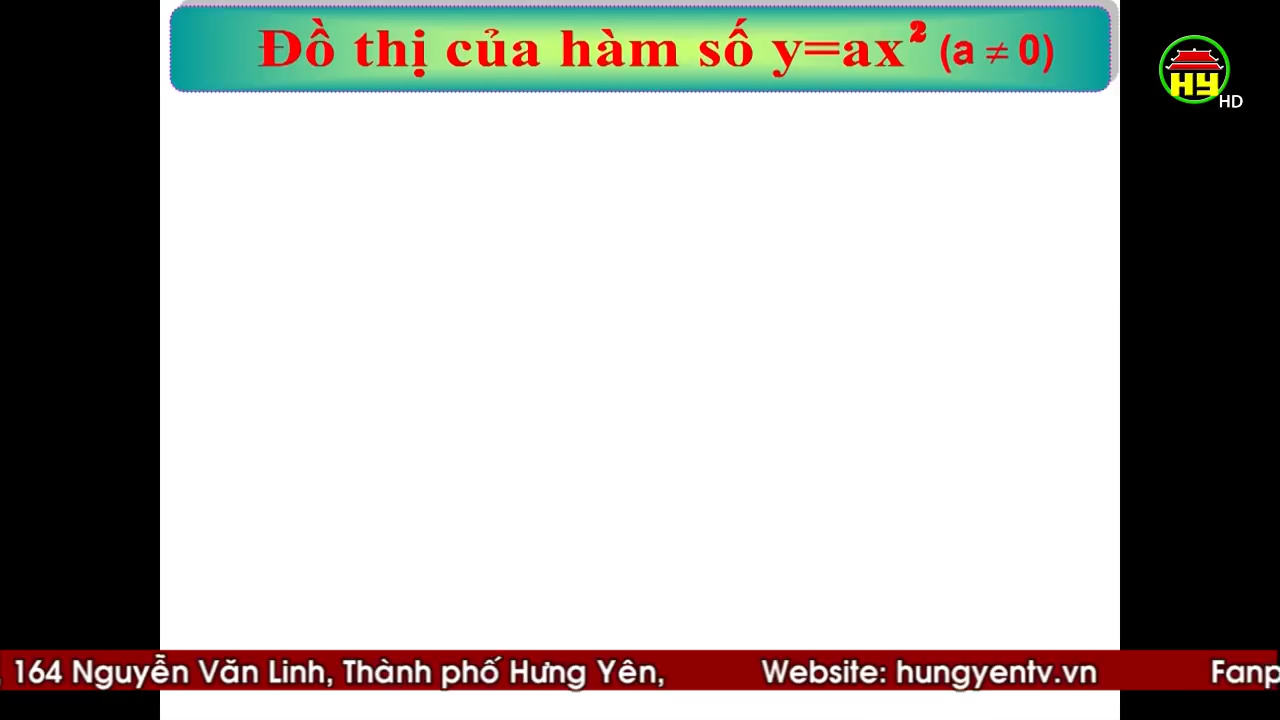 Đồ thị của hàm số y=ax² (a ≠ 0)
HY
HD
164 Nguyễn Văn Linh, Thành phố Hưng Yên, Website: hungyentv.vn Fanp